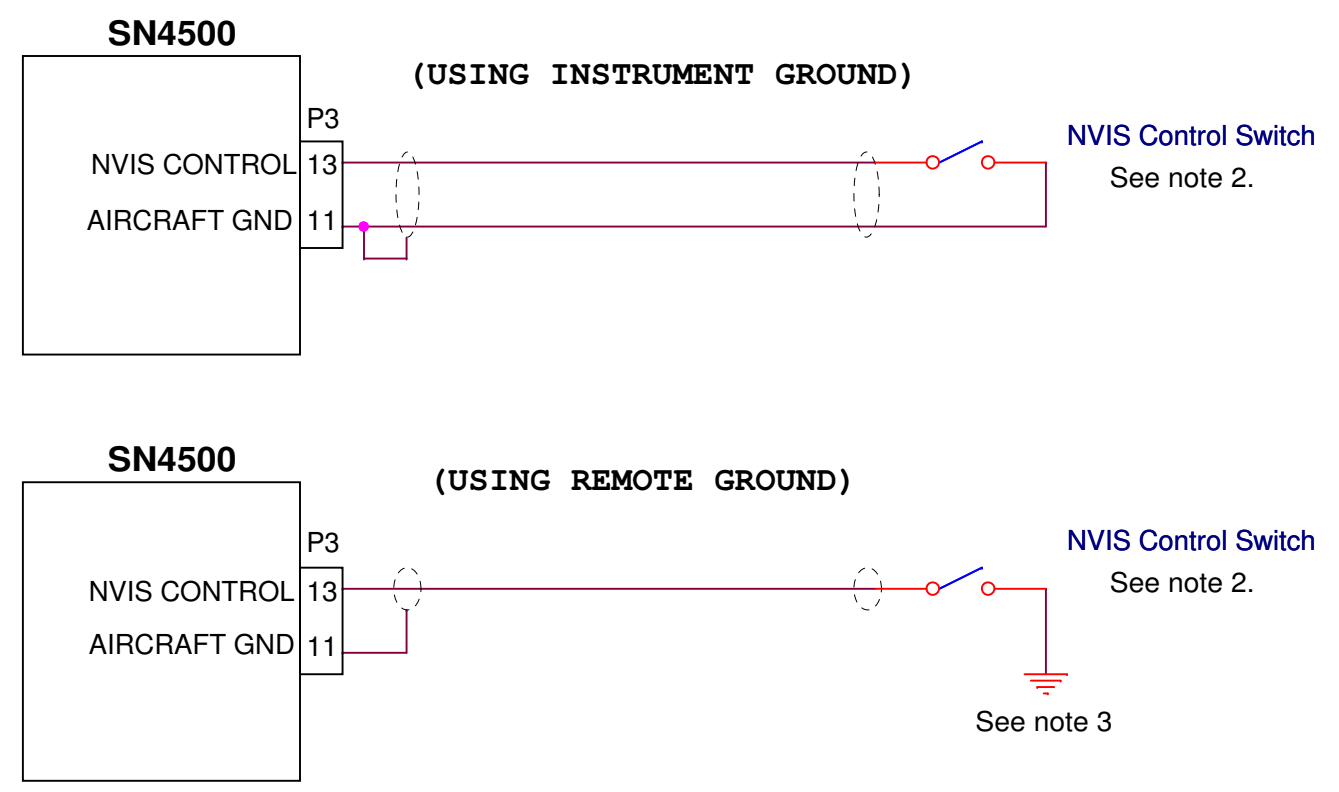 SN4500
(USING INSTRUMENT GROUND)
P3
NVIS Control Switch
NVIS CONTROL 13
See note 2.
AIRCRAFT GND 11
SN4500
(USING REMOTE GROUND)
P3
NVIS Control Switch
NVIS CONTROL 13
See note 2.
AIRCRAFT GND 11
See note 3